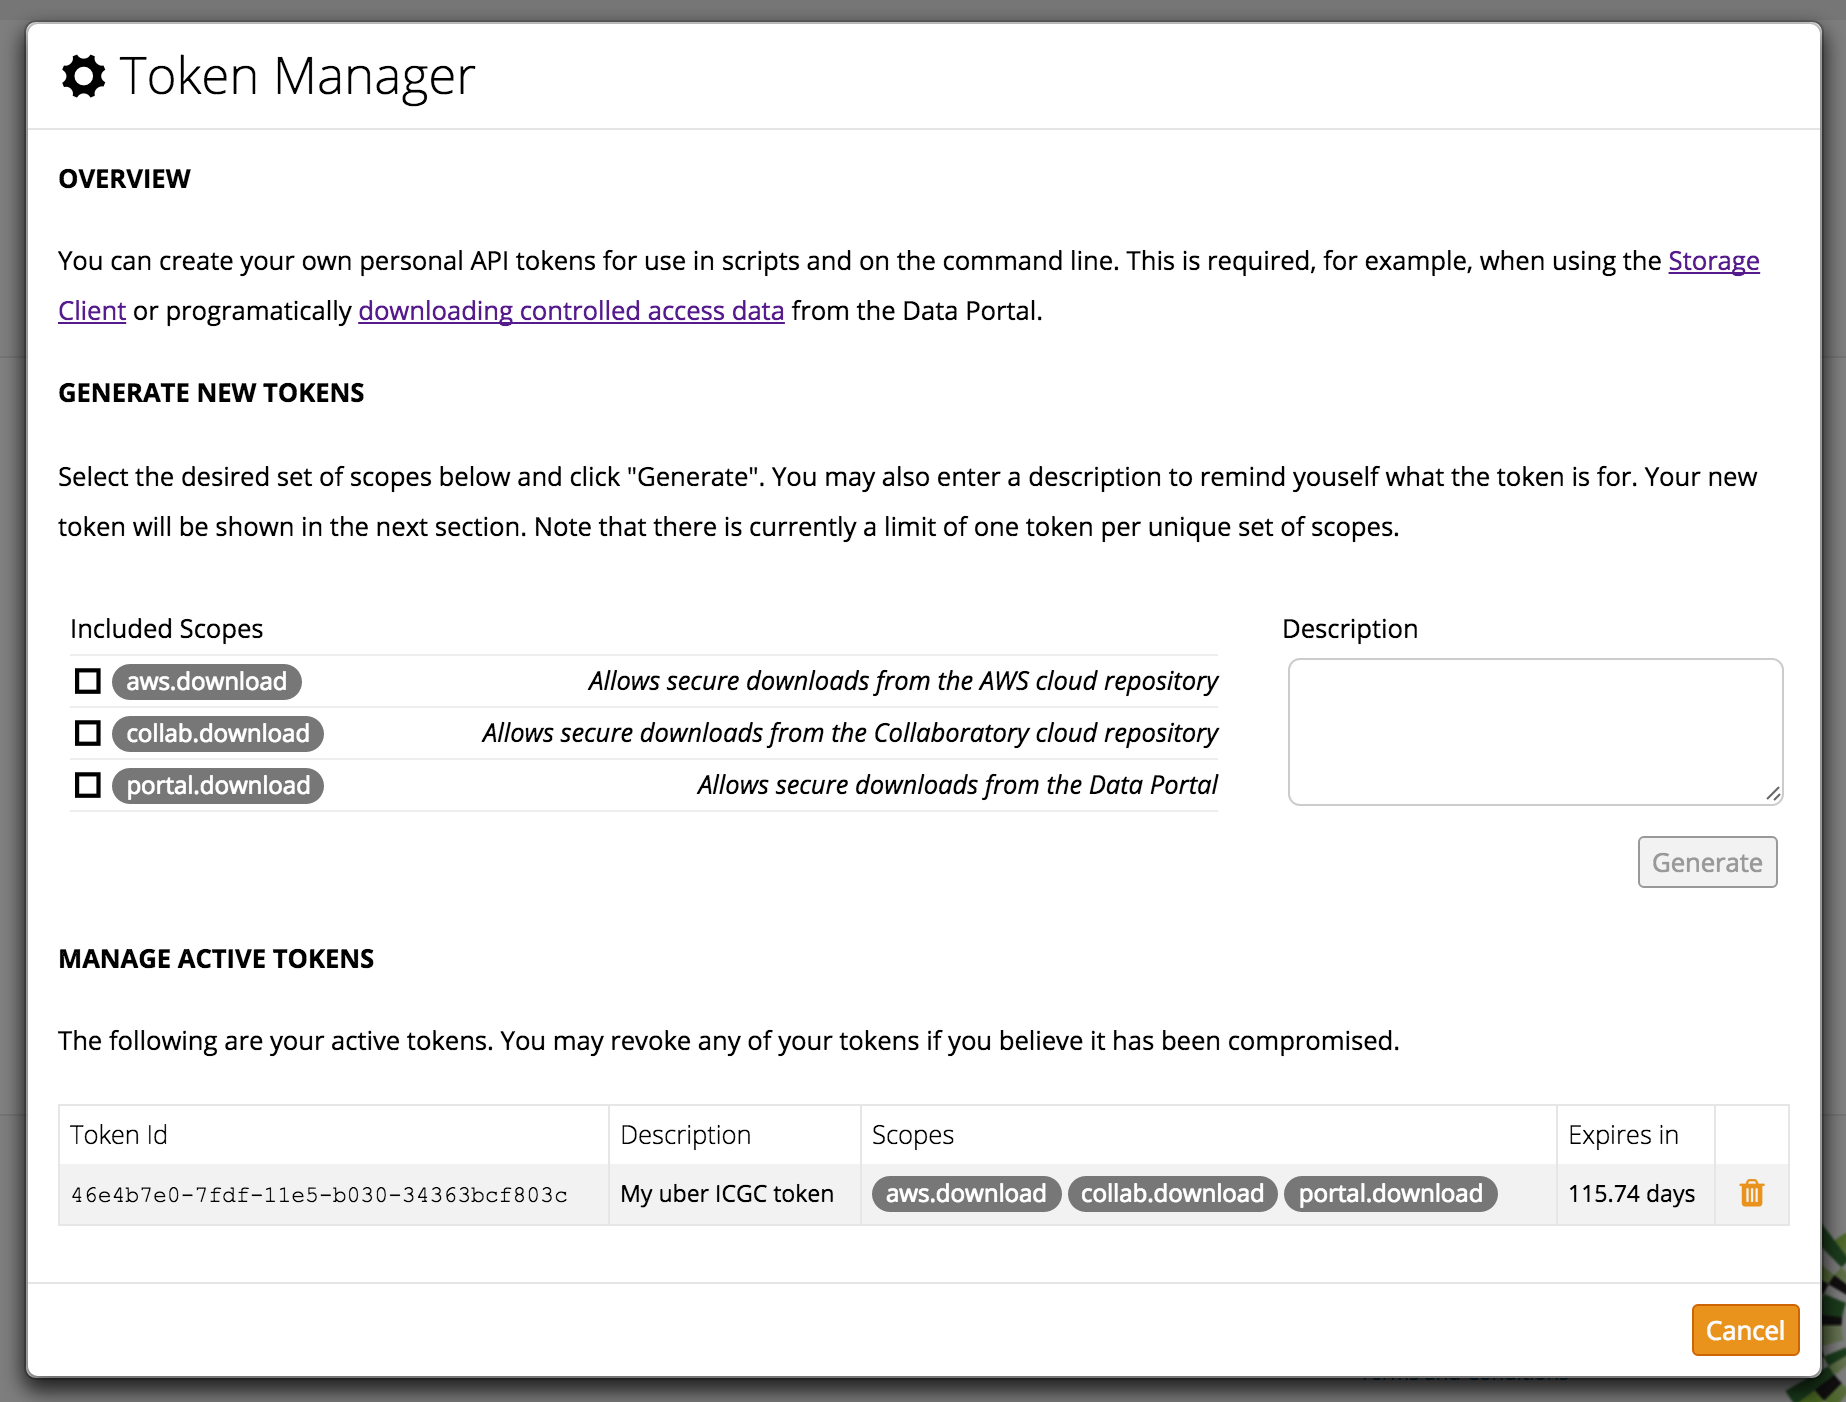 Token Manager
OVERVIEW
You can create your own personal API tokens for use in scripts and on the command line. This is required, for example, when using the Storage
Client or programatically downloading controlled access data from the Data Portal.
GENERATE NEW TOKENS
Select the desired set of scopes below and click "Generate". You may also enter a description to remind youself what the token is for. Your new
token will be shown in the next section. Note that there is currently a limit of one token per unique set of scopes.
Included Scopes
Description
aws.download Allows secure downloads from the AWS cloud repository
collab.download Allows secure downloads from the Collaboratory cloud repository
portal.download Allows secure downloads from the Data Portal
Generate
MANAGE ACTIVE TOKENS
The following are your active tokens. You may revoke any of your tokens if you believe it has been compromised.
Token Id Description Scopes Expires in
46e4b7e0-7fdf-11e5-b030-34363bcf803c My uber ICGC token aws.download collab.download portal.download 115.74 days
Cancel